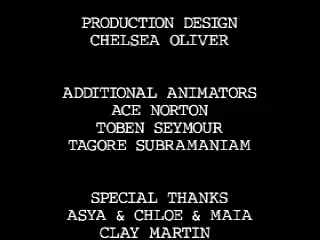 PRODUCTION DESIGN
CHELSEA OLIVER
ADDITIONAL ANIMATORS
ACE NORTON
TOBEN SEYMOUR
TAGORE SUBRAMANIAM
SPECIAL THANKS
ASYA & CHLOE & MAIA
CLAY MARTIN